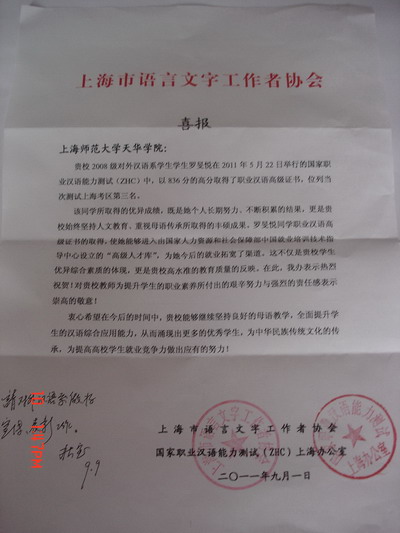 上海市语言文字工作者协会
喜报
上海师范大学天华学院：
贵校 2008 级对外汉语系学生学生罗旻悦在 2011 年 5 月 22 日举行的国家职
业汉语能力测试（ZHC）中，以 836 分的高分取得了职业汉语高级证书，位列当
次测试上海考区第三名。
该同学所取得的优异成绩，既是她个人长期努力、不断积累的结果，更是贵
校始终坚持人文教育、重视母语传承所取得的丰硕成果。罗旻悦同学职业汉语高
级证书的取得，使她能够进入由国家人力资源和社会保障部中国就业培训技术指
导中心设立的“高级人才库”，为她今后的就业拓宽了渠道，这不仅是贵校学生
优异综合素质的体现，更是贵校高水准的教育质量的反映。在此，我办表示热烈
祝贺！对贵校教师为提升学生的职业素养所付出的艰辛努力与强烈的责任感表示
崇高的敬意！
衷心希望在今后的时间中，贵校能够继续坚持良好的母语教学，全面提升学
生的汉语综合应用能力，从而涌现出更多的优秀学生，为中华民族传统文化的传
承，为提高高校学生就业竞争力做出应有的努力！
上海市语言文字工作者协会
国家职业汉语能力测试（ZHC）上海办公室
二〇一一年九月一日
請
9.9